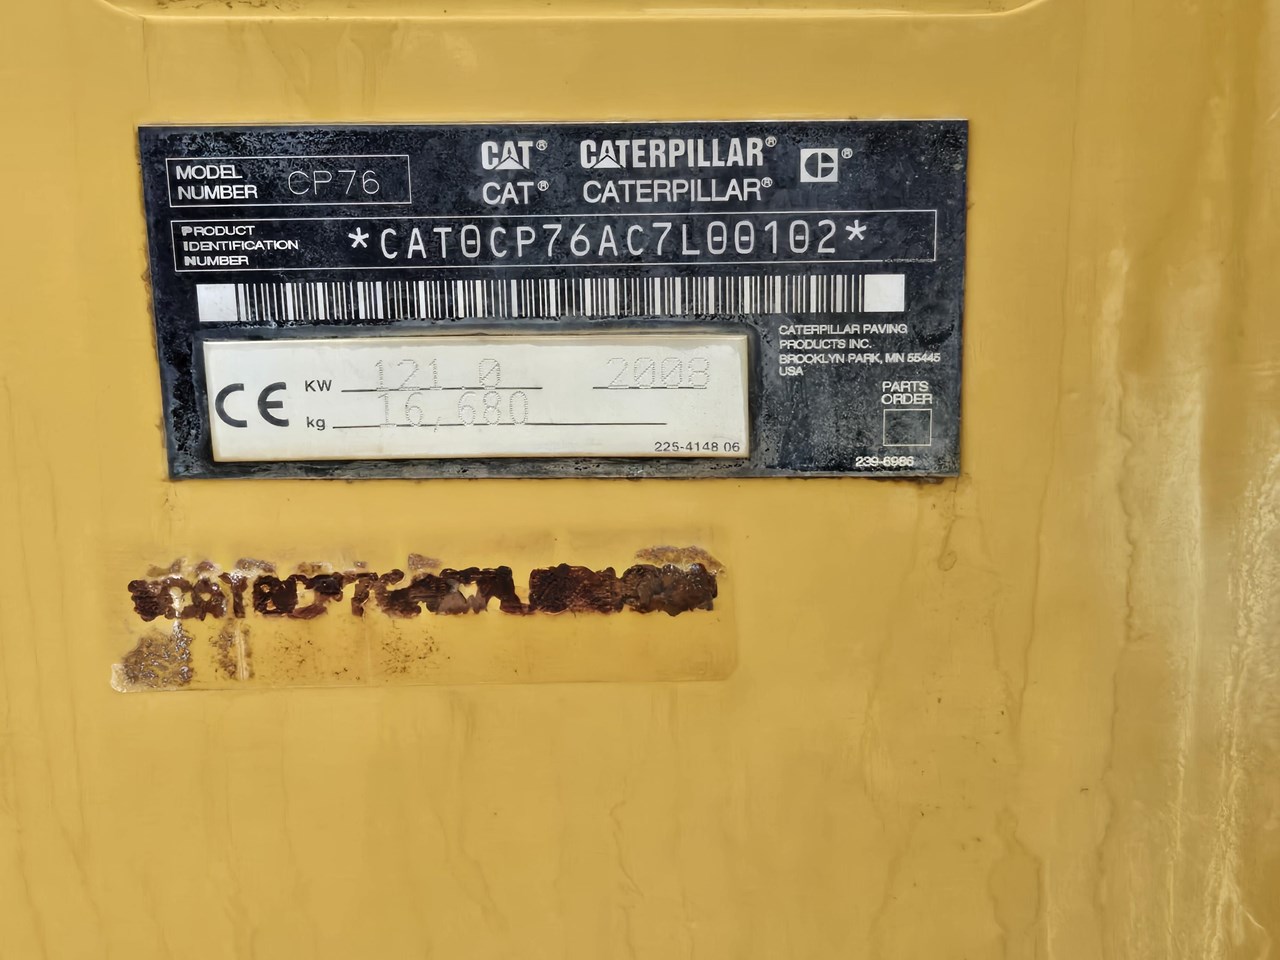 MODEL NUMBER CP76
CAT® CATERPILLAR® C®
CAT® CATERPILLAR®
PRODUCT IDENTIFICATION NUMBER *CAT0CP76AC7L00102*
CATERPILLAR PAVING
PRODUCTS INC.
BROOKLYN PARK, MN 55445
USA
CE KW 121.0 2008
kg 16,680
225-4148 06
PARTS
ORDER
239-6986